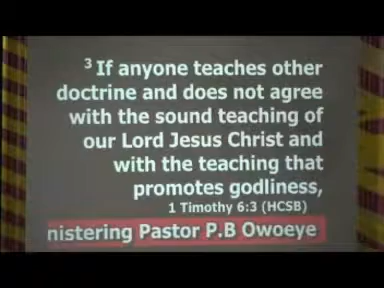 3 If anyone teaches other
doctrine and does not agree
with the sound teaching of
our Lord Jesus Christ and
with the teaching that
promotes godliness,
1 Timothy 6:3 (HCSB)
nistering Pastor P.B Owoeye